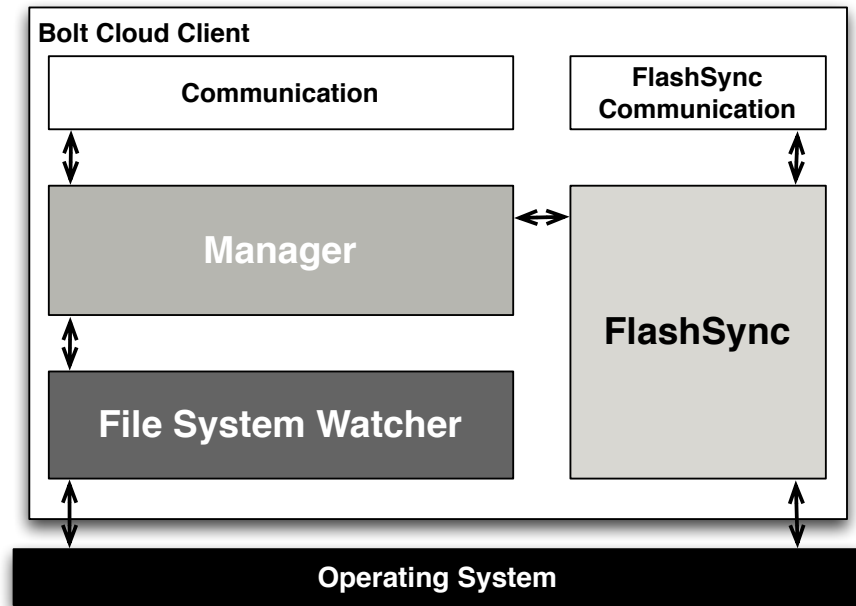 Bolt Cloud Client
Communication
FlashSync
Communication
Manager
FlashSync
File System Watcher
Operating System